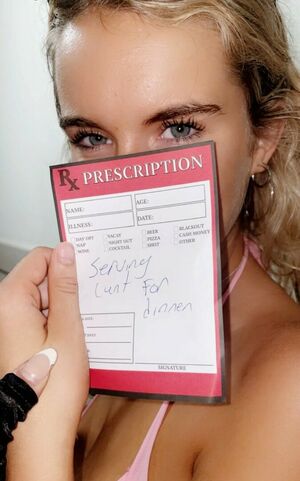 Rx PRESCRIPTION
NAME:
AGE:
ILLNESS:
DATE:
DAY OFF
VACAY
BEER
BLACKOUT
NAP
NIGHT OUT
PIZZA
CASH MONEY
WINE
COCKTAIL
DISCO
OTHER
Serving
Cunt For
dinner
SIGNATURE